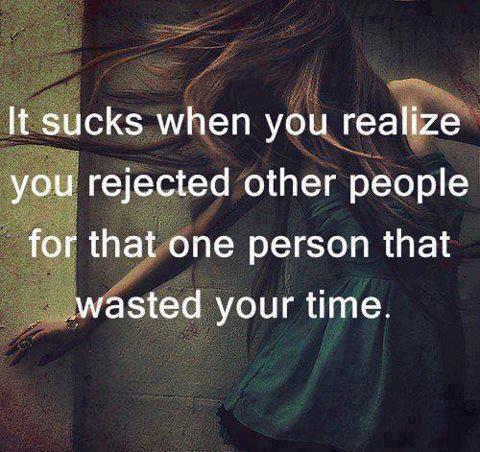 It sucks when you realize
you rejected other people
for that one person that
wasted your time.